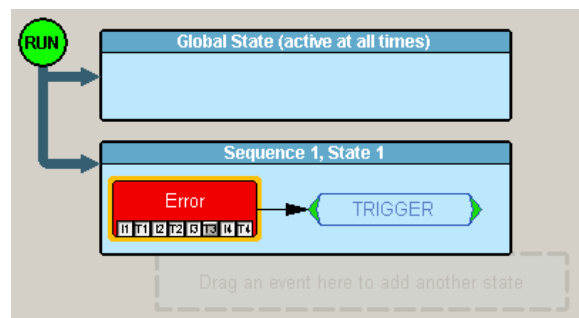 RUN
Global State (active at all times)
Sequence 1, State 1
Error
I1 T1 I2 T2 I3 T3 I4 T4
TRIGGER
Drag an event here to add another state